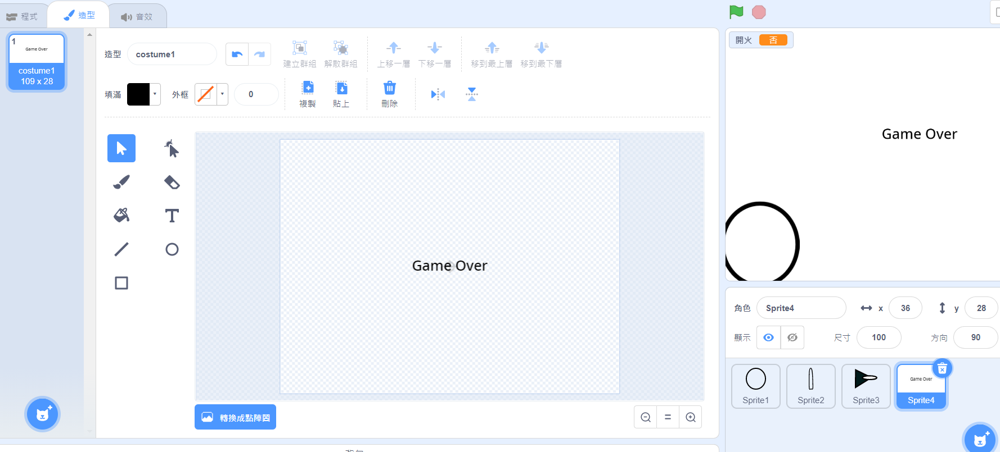 程式
造型
音效
1
Game Over
costume1
109 x 28
造型
costume1
建立群組
解散群組
上移一層
下移一層
移到最上層
移到最下層
填滿
外框
0
複製
貼上
刪除
Game Over
轉換成點陣圖
開火
否
Game Over
角色
Sprite4
x
36
y
28
顯示
尺寸
100
方向
90
Sprite1
Sprite2
Sprite3
Game Over
Sprite4